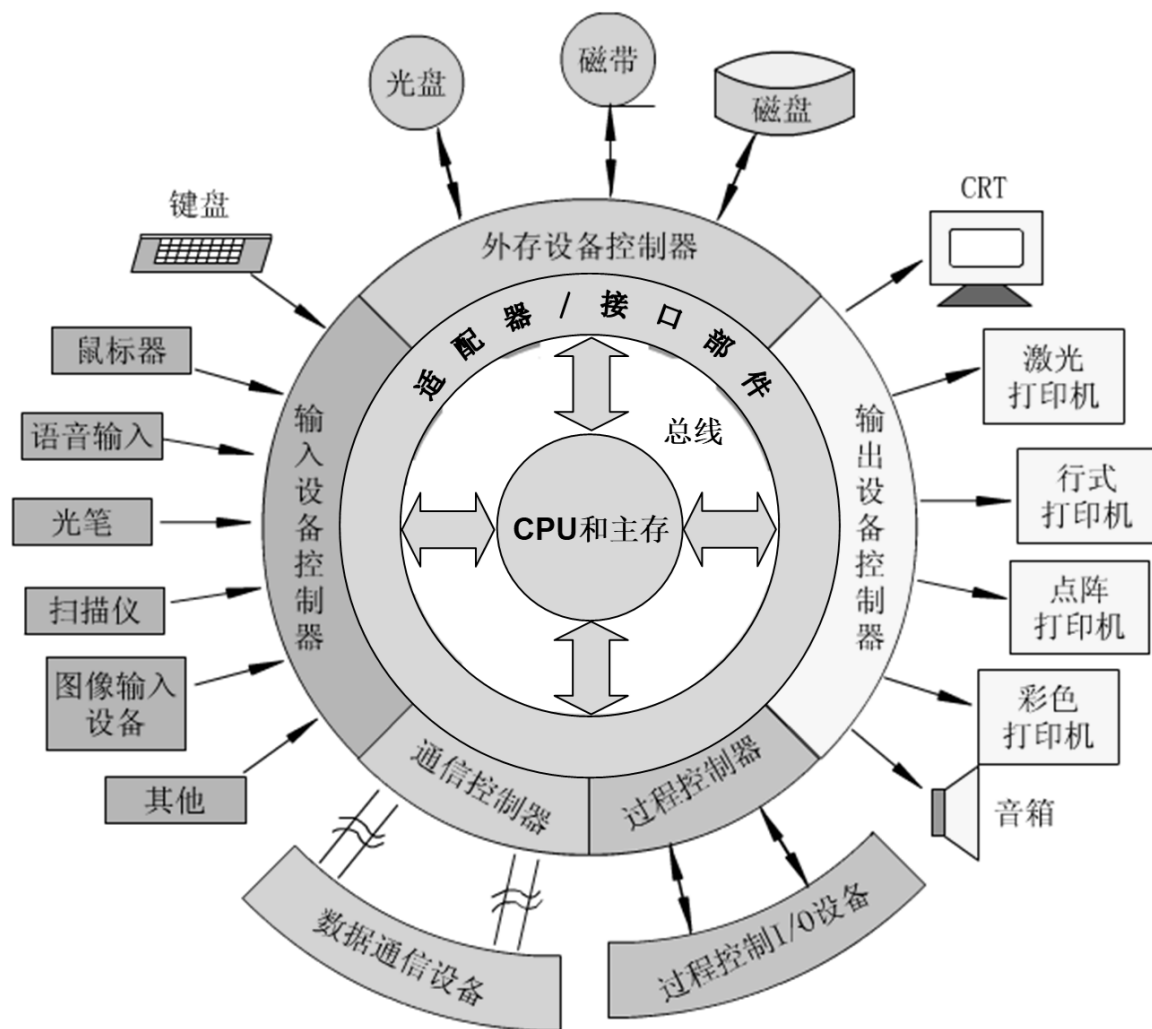 光盘
磁带
磁盘
键盘
CRT
外存设备控制器
适配器/接口部件
鼠标器
激光
打印机
语音输入
输入设备控制器
总线
输出设备控制器
行式
打印机
光笔
CPU和主存
扫描仪
点阵
打印机
图像输入
设备
彩色
打印机
其他
通信控制器
过程控制器
音箱
数据通信设备
过程控制I/O设备